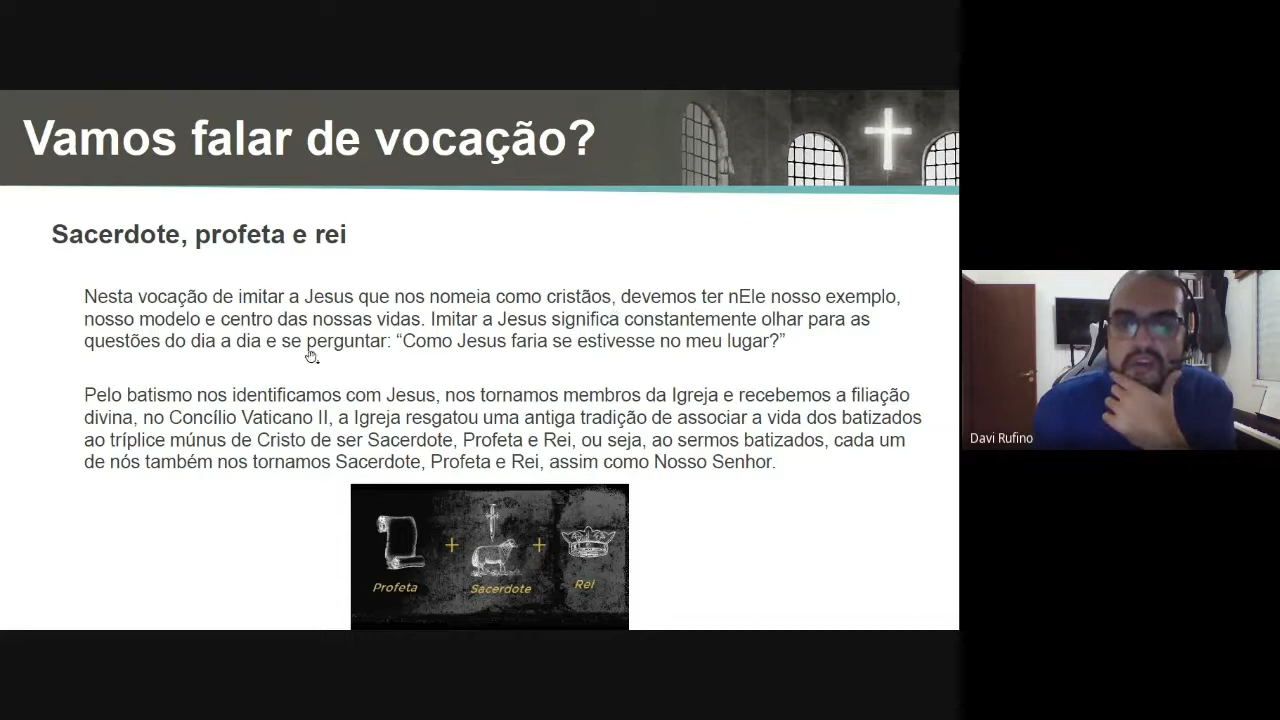 Vamos falar de vocação?
Sacerdote, profeta e rei
Nesta vocação de imitar a Jesus que nos nomeia como cristãos, devemos ter nEle nosso exemplo,
nosso modelo e centro das nossas vidas. Imitar a Jesus significa constantemente olhar para as
questões do dia a dia e se perguntar: “Como Jesus faria se estivesse no meu lugar?”
Pelo batismo nos identificamos com Jesus, nos tornamos membros da Igreja e recebemos a filiação
divina, no Concílio Vaticano II, a Igreja resgatou uma antiga tradição de associar a vida dos batizados
ao tríplice múnus de Cristo de ser Sacerdote, Profeta e Rei, ou seja, ao sermos batizados, cada um
de nós também nos tornamos Sacerdote, Profeta e Rei, assim como Nosso Senhor.
Profeta + Sacerdote + Rei
Davi Rufino